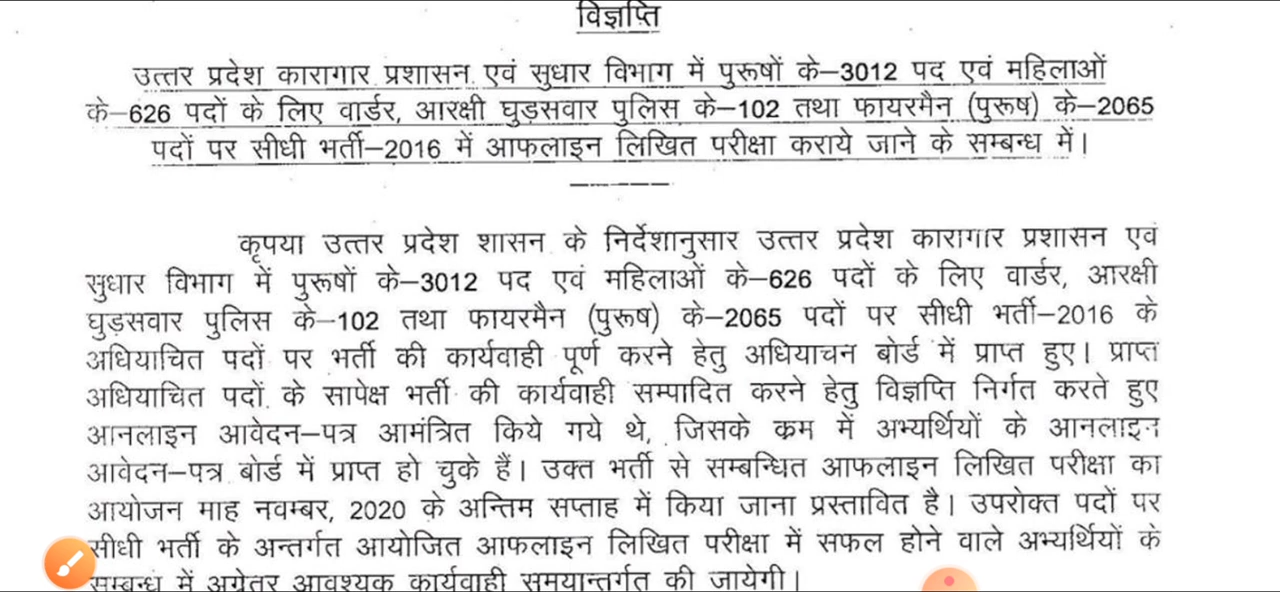 विज्ञप्ति
उत्तर प्रदेश कारागार प्रशासन एवं सुधार विभाग में पुरूषों के–3012 पद एवं महिलाओं
के–626 पदों के लिए वार्डर, आरक्षी घुड़सवार पुलिस के–102 तथा फायरमैन (पुरूष) के–2065
पदों पर सीधी भर्ती–2016 में आफलाइन लिखित परीक्षा कराये जाने के सम्बन्ध में।
कृपया उत्तर प्रदेश शासन के निर्देशानुसार उत्तर प्रदेश कारागार प्रशासन एवं
सुधार विभाग में पुरूषों के–3012 पद एवं महिलाओं के–626 पदों के लिए वार्डर, आरक्षी
घुड़सवार पुलिस के–102 तथा फायरमैन (पुरूष) के–2065 पदों पर सीधी भर्ती–2016 के
अधियाचित पदों पर भर्ती की कार्यवाही पूर्ण करने हेतु अधियाचन बोर्ड में प्राप्त हुए। प्राप्त
अधियाचित पदों के सापेक्ष भर्ती की कार्यवाही सम्पादित करने हेतु विज्ञप्ति निर्गत करते हुए
आनलाइन आवेदन–पत्र आमंत्रित किये गये थे, जिसके कम में अभ्यर्थियों के आनलाइन
आवेदन–पत्र बोर्ड में प्राप्त हो चुके हैं। उक्त भर्ती से सम्बन्धित आफलाइन लिखित परीक्षा का
आयोजन माह नवम्बर, 2020 के अन्तिम सप्ताह में किया जाना प्रस्तावित है। उपरोक्त पदों पर
सीधी भर्ती के अन्तर्गत आयोजित आफलाइन लिखित परीक्षा में सफल होने वाले अभ्यर्थियों के
सम्बन्ध में अग्रेतर आवश्यक कार्यवाही समयान्तर्गत की जायेगी।